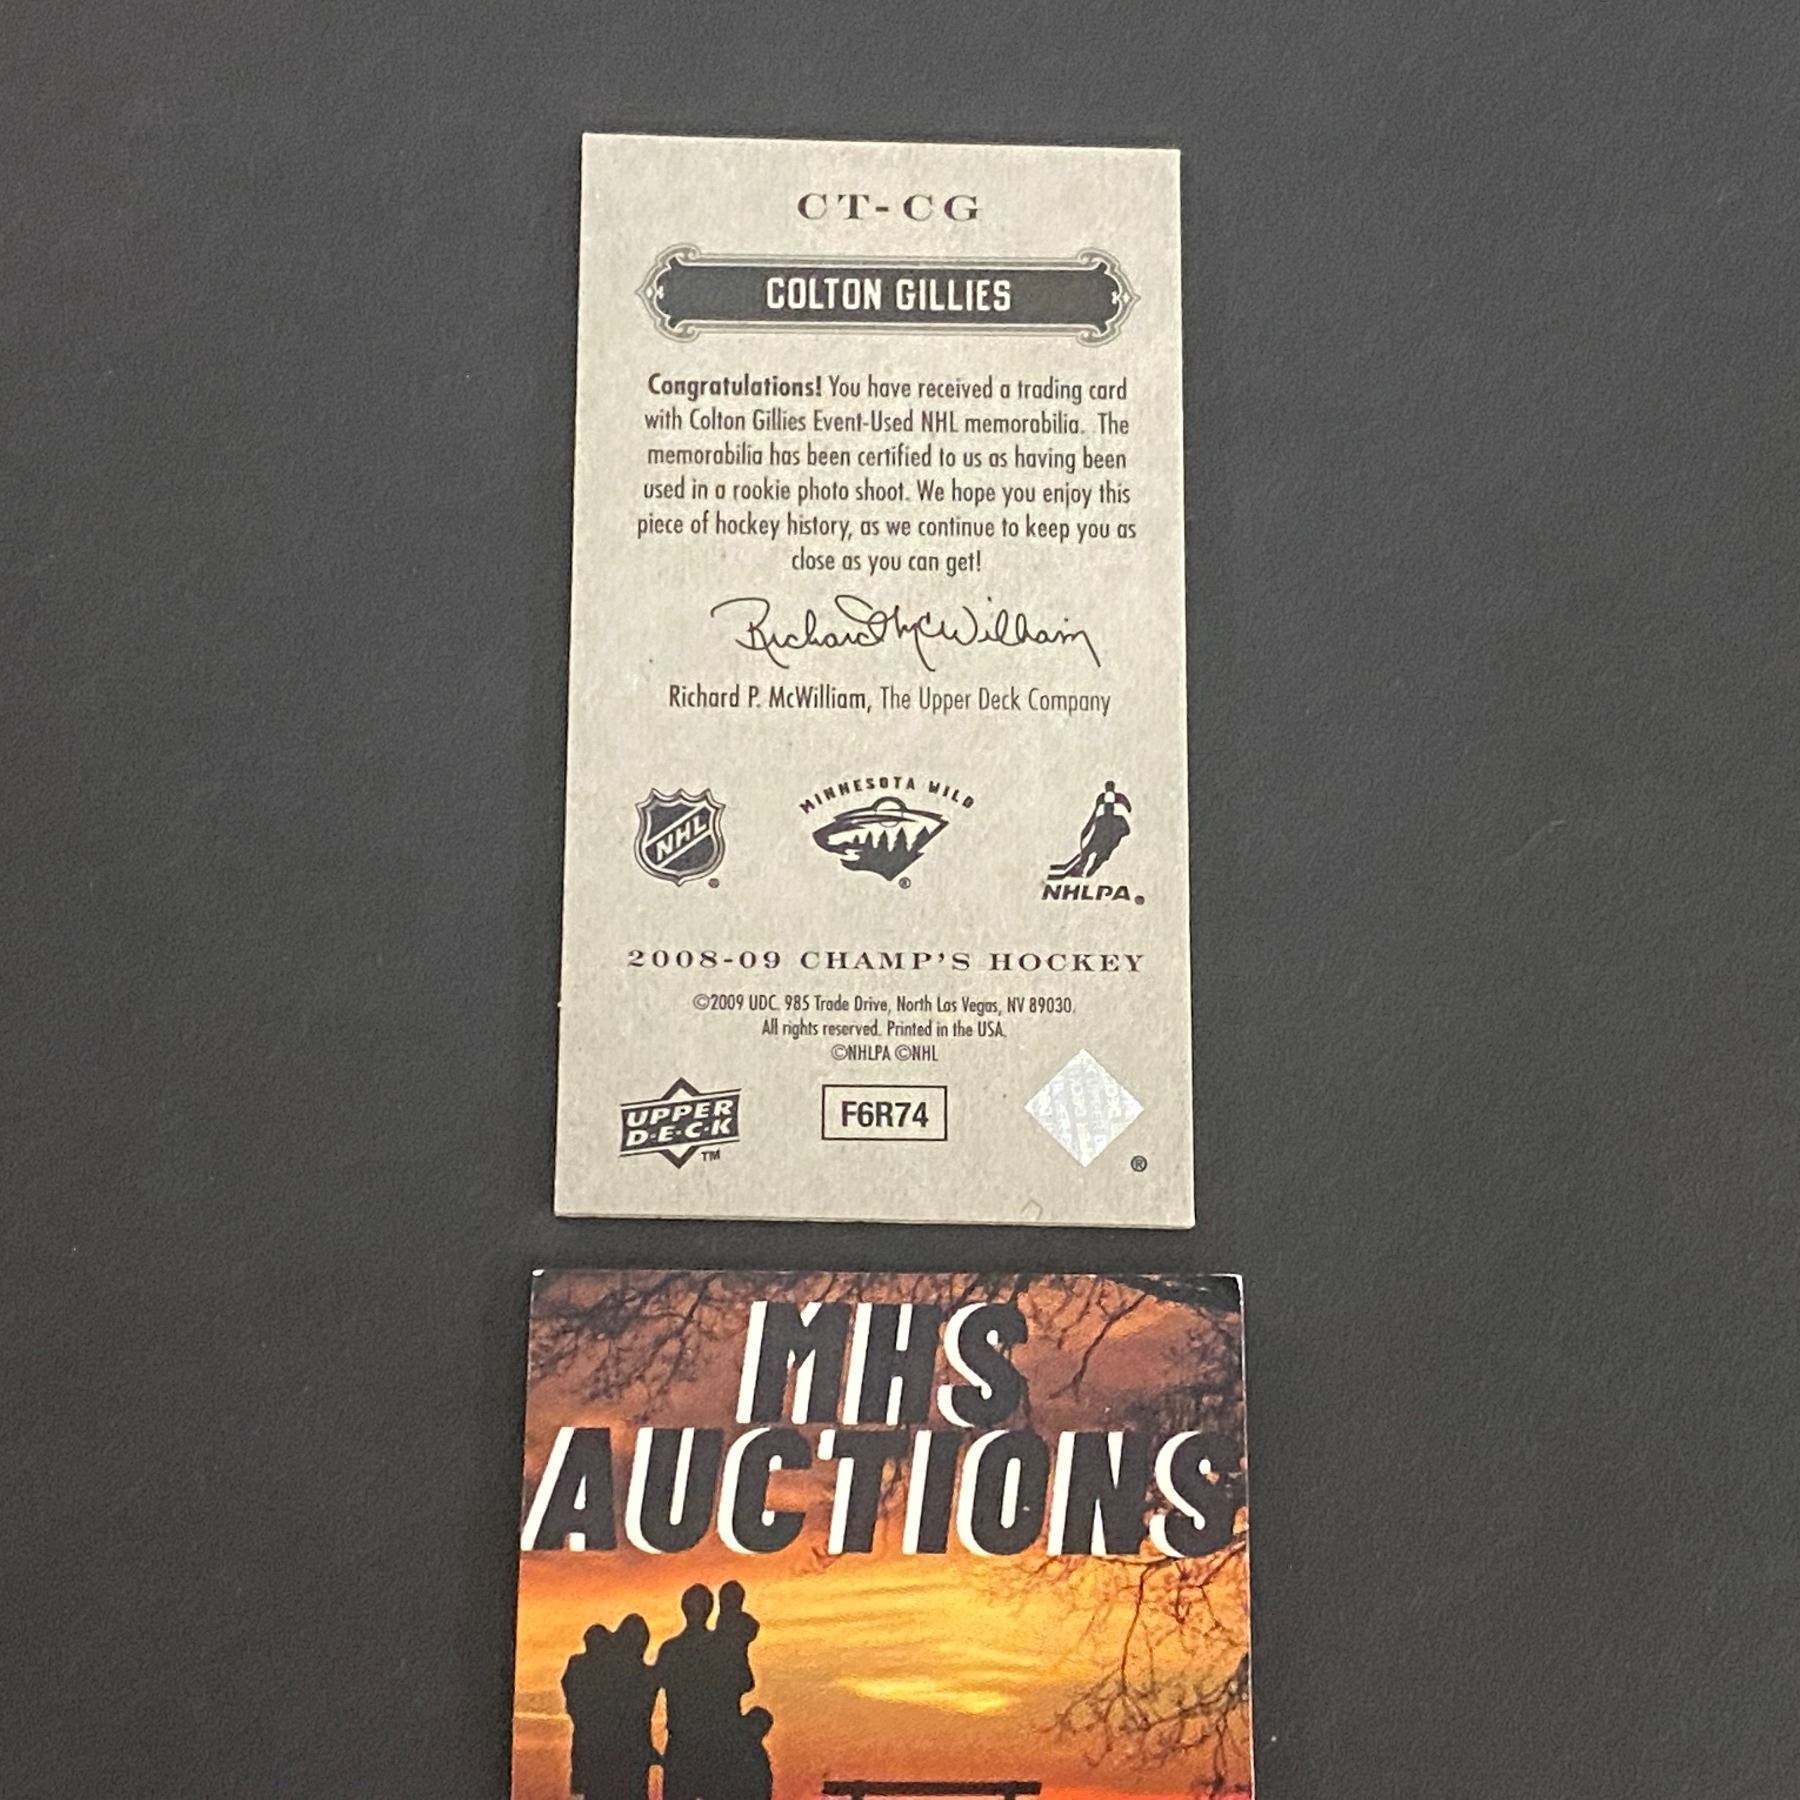 CT-CG
COLTON GILLIES
Congratulations! You have received a trading card
with Colton Gillies Event-Used NHL memorabilia. The
memorabilia has been certified to us as having been
used in a rookie photo shoot. We hope you enjoy this
piece of hockey history, as we continue to keep you as
close as you can get!
Richard McWilliam
Richard P. McWilliam, The Upper Deck Company
NHL ®
MINNESOTA WILD ®
NHLPA ®
2008-09 CHAMP'S HOCKEY
©2009 UDC. 985 Trade Drive, North Las Vegas, NV 89030.
All rights reserved. Printed in the USA.
©NHLPA ©NHL
UPPER
D·E·C·K
TM
F6R74
®
MHS
AUCTIONS